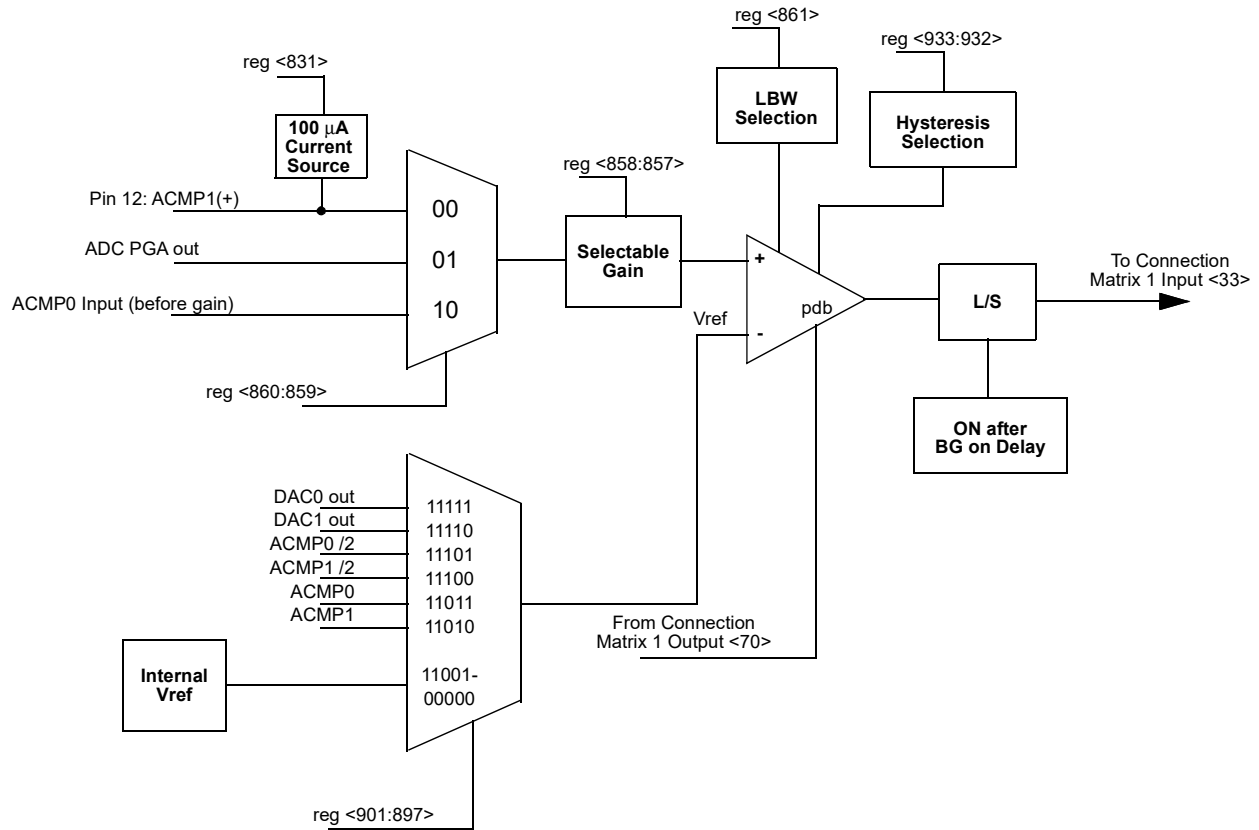 reg <861>
reg <933:932>
reg <831>
LBW
Selection
Hysteresis
Selection
100 μA
Current
Source
reg <858:857>
Pin 12: ACMP1(+)
00
ADC PGA out
01
Selectable
Gain
+
To Connection
Matrix 1 Input <33>
ACMP0 Input (before gain)
10
L/S
pdb
Vref
-
reg <860:859>
ON after
BG on Delay
DAC0 out
11111
DAC1 out
11110
ACMP0 /2
11101
ACMP1 /2
11100
ACMP0
11011
ACMP1
11010
From Connection
Matrix 1 Output <70>
Internal
Vref
11001-
00000
reg <901:897>